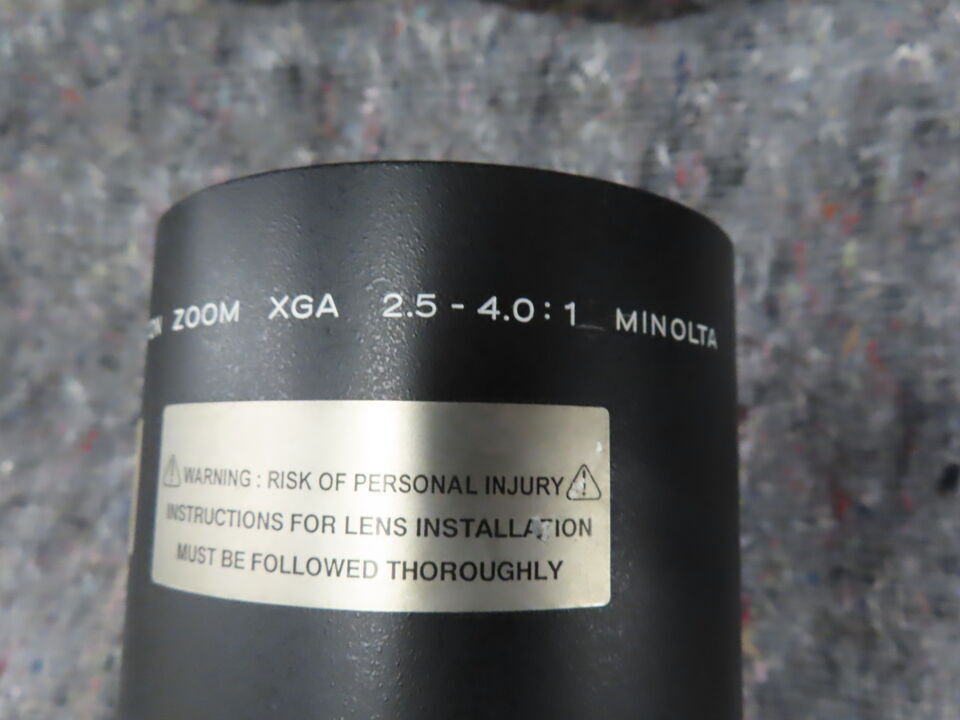 ZOOM XGA 2.5 - 4.0 : 1 MINOLTA
WARNING : RISK OF PERSONAL INJURY
INSTRUCTIONS FOR LENS INSTALLATION
MUST BE FOLLOWED THOROUGHLY